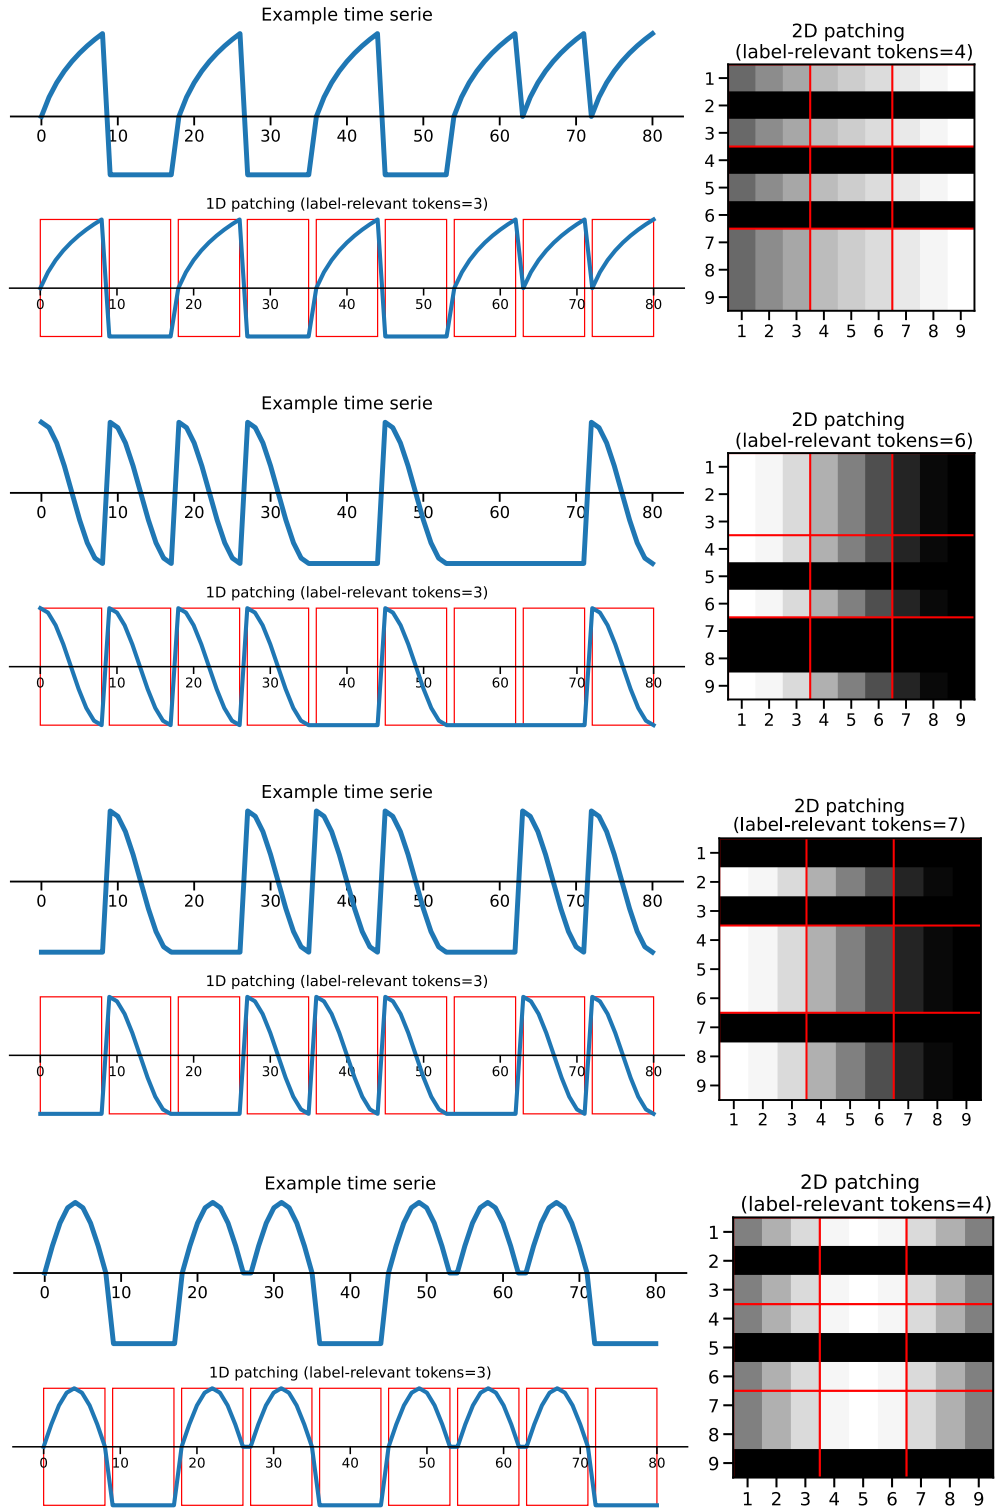 Example time serie
0 10 20 30 40 50 60 70 80
1D patching (label-relevant tokens=3)
0 10 20 30 40 50 60 70 80
2D patching
(label-relevant tokens=4)
1
2
3
4
5
6
7
8
9
1 2 3 4 5 6 7 8 9
Example time serie
0 10 20 30 40 50 60 70 80
1D patching (label-relevant tokens=3)
0 10 20 30 40 50 60 70 80
2D patching
(label-relevant tokens=6)
1
2
3
4
5
6
7
8
9
1 2 3 4 5 6 7 8 9
Example time serie
0 10 20 30 40 50 60 70 80
1D patching (label-relevant tokens=3)
0 10 20 30 40 50 60 70 80
2D patching
(label-relevant tokens=7)
1
2
3
4
5
6
7
8
9
1 2 3 4 5 6 7 8 9
Example time serie
0 10 20 30 40 50 60 70 80
1D patching (label-relevant tokens=3)
0 10 20 30 40 50 60 70 80
2D patching
(label-relevant tokens=4)
1
2
3
4
5
6
7
8
9
1 2 3 4 5 6 7 8 9